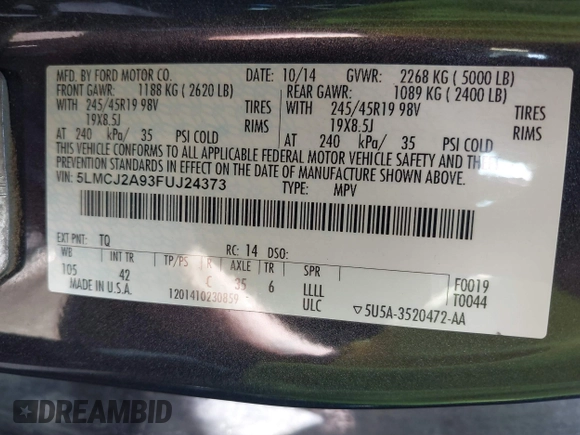 MFD. BY FORD MOTOR CO. DATE: 10/14 GVWR: 2268 KG ( 5000 LB)
FRONT GAWR: 1188 KG ( 2620 LB) REAR GAWR: 1089 KG ( 2400 LB)
WITH 245/45R19 98V TIRES WITH 245/45R19 98V TIRES
19X8.5J RIMS 19X8.5J RIMS
AT 240 kPa/ 35 PSI COLD AT 240 kPa/ 35 PSI COLD
THIS VEHICLE CONFORMS TO ALL APPLICABLE FEDERAL MOTOR VEHICLE SAFETY AND THEFT
PREVENTION STANDARDS IN EFFECT ON THE DATE OF MANUFACTURE SHOWN ABOVE.
VIN: 5LMCJ2A93FUJ24373 TYPE: MPV
EXT PNT: TQ RC: 14 DSO:
WB INT TR TP/PS R AXLE TR SPR
105 42 C 35 6 LLLL F0019
MADE IN U.S.A. 1201410230859 ULC T0044
5U5A-3520472-AA
DREAMBID